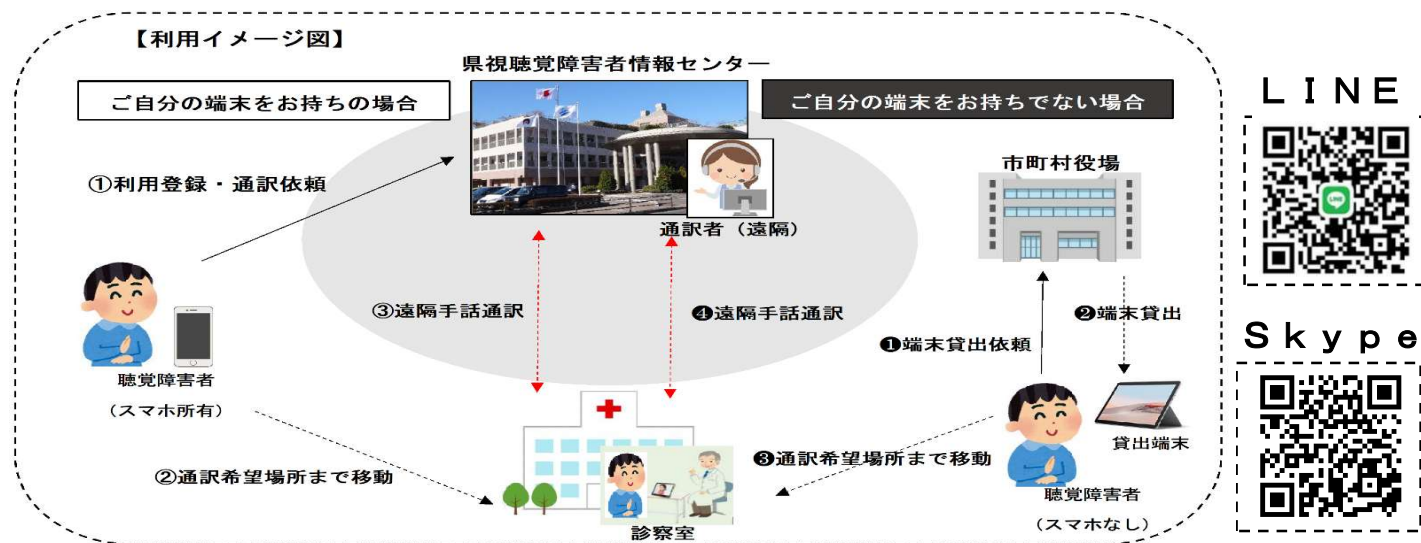 【利用イメージ図】
県視聴覚障害者情報センター
ご自分の端末をお持ちの場合
ご自分の端末をお持ちでない場合
①利用登録・通訳依頼
通訳者（遠隔）
市町村役場
③遠隔手話通訳
❹遠隔手話通訳
❶端末貸出依頼
❷端末貸出
聴覚障害者
（スマホ所有）
貸出端末
②通訳希望場所まで移動
❸通訳希望場所まで移動
聴覚障害者
（スマホなし）
診察室
ＬＩＮＥ
LINE
Ｓｋｙｐｅ